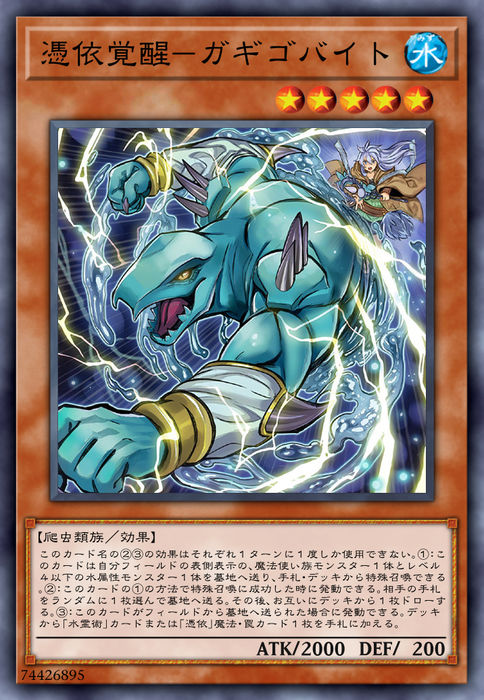 憑依覚醒－ガギゴバイト
みず
水
【爬虫類族／効果】
このカード名の②③の効果はそれぞれ１ターンに１度しか使用できない。①：こ
のカードは自分フィールドの表側表示の、魔法使い族モンスター１体とレベル
４以下の水属性モンスター１体を墓地へ送り、手札・デッキから特殊召喚できる
。②：このカードの①の方法で特殊召喚に成功した時に発動できる。相手の手札
をランダムに１枚選んで墓地へ送る。その後、お互いにデッキから１枚ドローす
る。③：このカードがフィールドから墓地へ送られた場合に発動できる。デッキ
から「水霊術」カードまたは「憑依」魔法・罠カード１枚を手札に加える。
ATK/2000 DEF/ 200
74426895